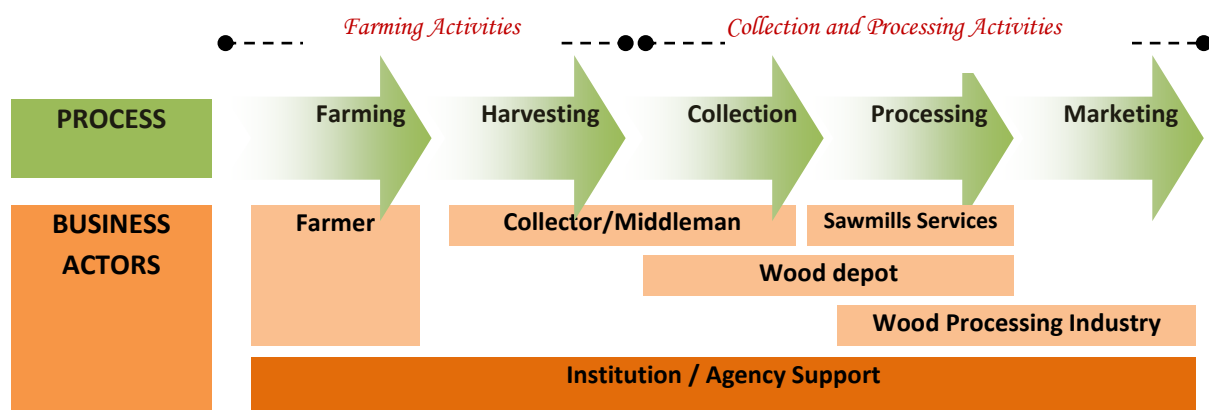 Farming Activities
Collection and Processing Activities
PROCESS
Farming
Harvesting
Collection
Processing
Marketing
BUSINESS
ACTORS
Farmer
Collector/Middleman
Sawmills Services
Wood depot
Wood Processing Industry
Institution / Agency Support